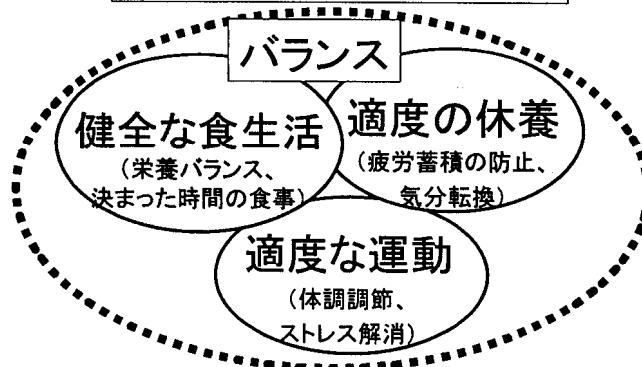 バランス
健全な食生活
(栄養バランス、
決まった時間の食事)
適度の休養
(疲労蓄積の防止、
気分転換)
適度な運動
(体調調節、
ストレス解消)